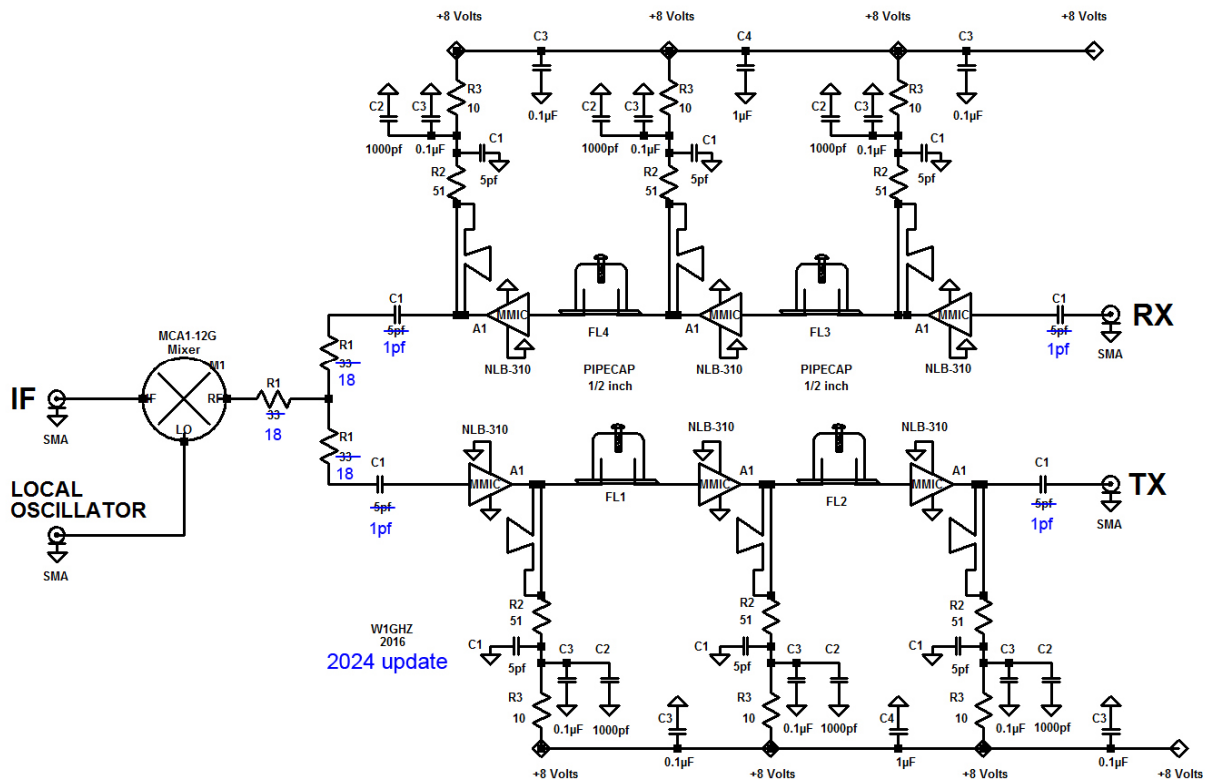 +8 Volts
+8 Volts
+8 Volts
+8 Volts
C3
C4
C3
R3
10
R3
10
R3
10
C2
C3
C2
C3
C2
C3
0.1µF
1µF
0.1µF
1000pf
0.1µF
C1
5pf
1000pf
0.1µF
C1
5pf
1000pf
0.1µF
C1
5pf
R2
51
R2
51
R2
51
C1
5pf
1pf
A1
MMIC
FL4
A1
MMIC
FL3
A1
MMIC
C1
5pf
1pf
SMA
RX
MCA1-12G
Mixer
M1
NLB-310
PIPECAP
1/2 inch
NLB-310
PIPECAP
1/2 inch
NLB-310
R1
33
18
IF
SMA
IF
RF
LO
R1
33
18
R1
33
18
NLB-310
NLB-310
NLB-310
LOCAL
OSCILLATOR
SMA
C1
5pf
1pf
MMIC
A1
FL1
MMIC
A1
FL2
MMIC
A1
C1
5pf
1pf
SMA
TX
R2
51
R2
51
R2
51
W1GHZ
2016
2024 update
C1
5pf
C3
C2
C1
5pf
C3
C2
C1
5pf
C3
C2
R3
10
0.1µF
1000pf
R3
10
0.1µF
1000pf
R3
10
0.1µF
1000pf
C3
0.1µF
C4
1µF
C3
0.1µF
+8 Volts
+8 Volts
+8 Volts
+8 Volts